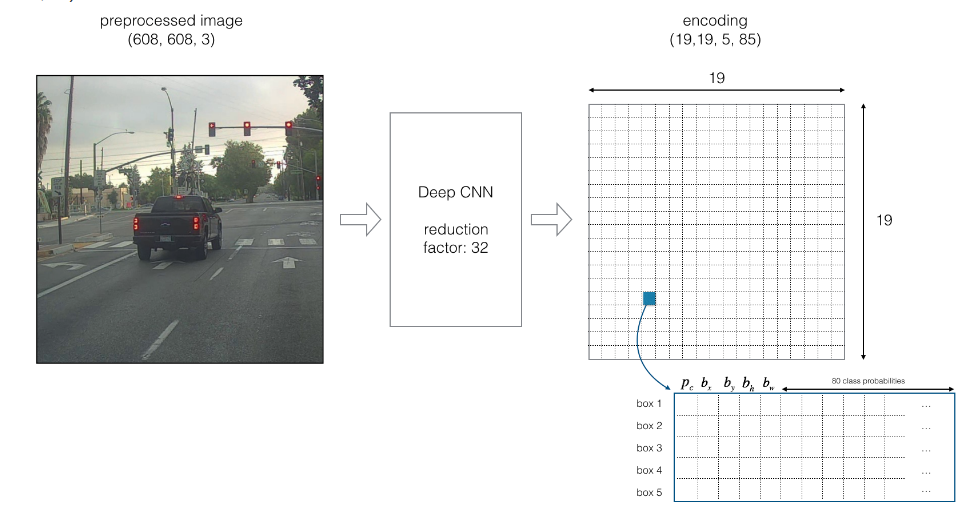 preprocessed image
(608, 608, 3)
encoding
(19,19, 5, 85)
19
19
Deep CNN
reduction
factor: 32
p_c b_x b_y b_h b_w
80 class probabilities
box 1 ...
box 2 ...
box 3 ...
box 4 ...
box 5 ...